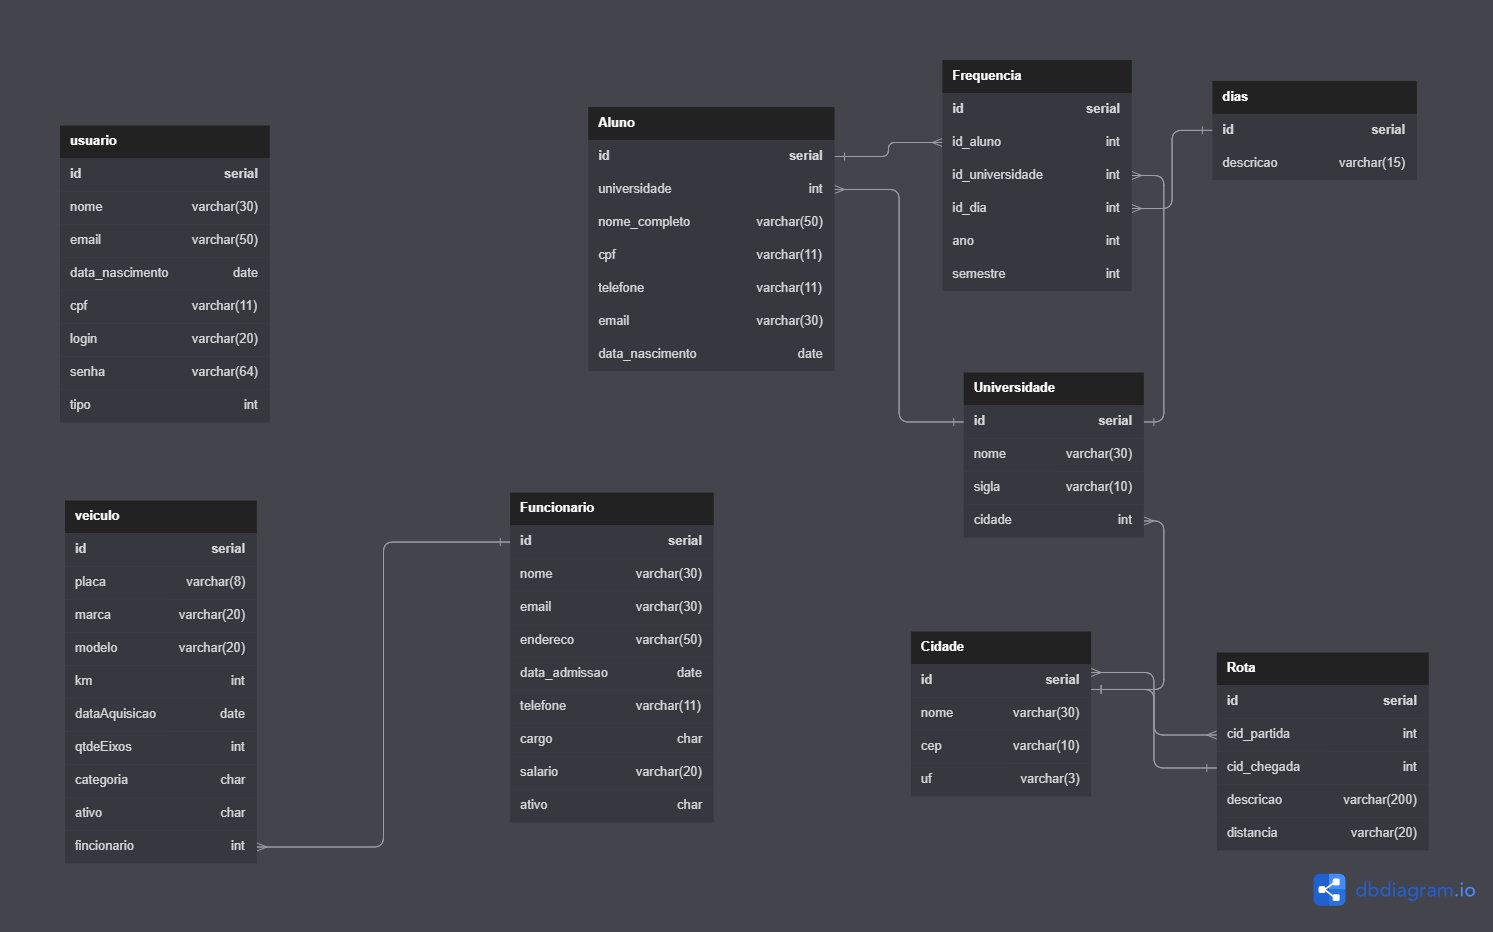 usuario
id serial
nome varchar(30)
email varchar(50)
data_nascimento date
cpf varchar(11)
login varchar(20)
senha varchar(64)
tipo int
Aluno
id serial
universidade int
nome_completo varchar(50)
cpf varchar(11)
telefone varchar(11)
email varchar(30)
data_nascimento date
Frequencia
id serial
id_aluno int
id_universidade int
id_dia int
ano int
semestre int
dias
id serial
descricao varchar(15)
Universidade
id serial
nome varchar(30)
sigla varchar(10)
cidade int
veiculo
id serial
placa varchar(8)
marca varchar(20)
modelo varchar(20)
km int
dataAquisicao date
qtdeEixos int
categoria char
ativo char
fincionario int
Funcionario
id serial
nome varchar(30)
email varchar(30)
endereco varchar(50)
data_admissao date
telefone varchar(11)
cargo char
salario varchar(20)
ativo char
Cidade
id serial
nome varchar(30)
cep varchar(10)
uf varchar(3)
Rota
id serial
cid_partida int
cid_chegada int
descricao varchar(200)
distancia varchar(20)
dbdiagram.io